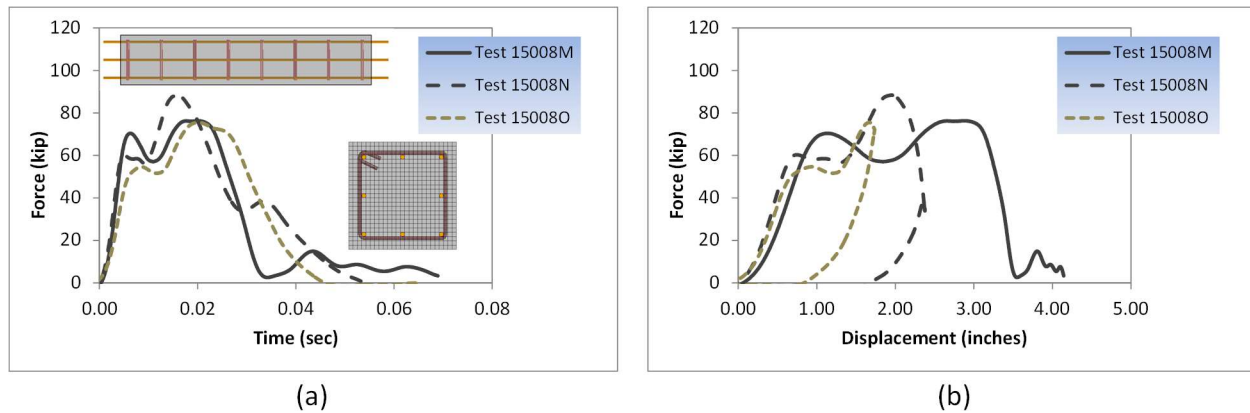 120
100
80
60
40
20
0
Force (kip)
0.00 0.02 0.04 0.06 0.08
Time (sec)
Test 15008M
Test 15008N
Test 15008O
(a)
120
100
80
60
40
20
0
Force (kip)
0.00 1.00 2.00 3.00 4.00 5.00
Displacement (inches)
Test 15008M
Test 15008N
Test 15008O
(b)